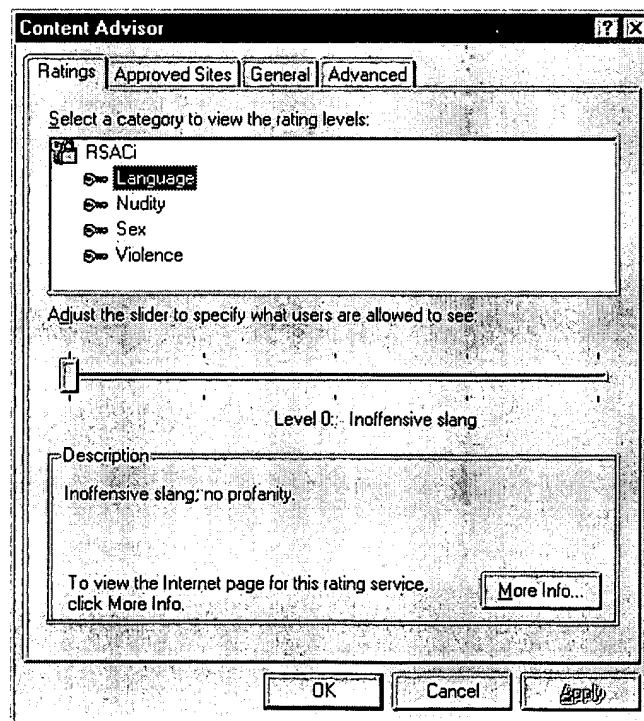 Content Advisor
Ratings Approved Sites General Advanced
Select a category to view the rating levels:
RSACi
Language
Nudity
Sex
Violence
Adjust the slider to specify what users are allowed to see:
Level 0: Inoffensive slang
Description
Inoffensive slang; no profanity.
To view the Internet page for this rating service,
click More Info.
More Info...
OK Cancel Apply